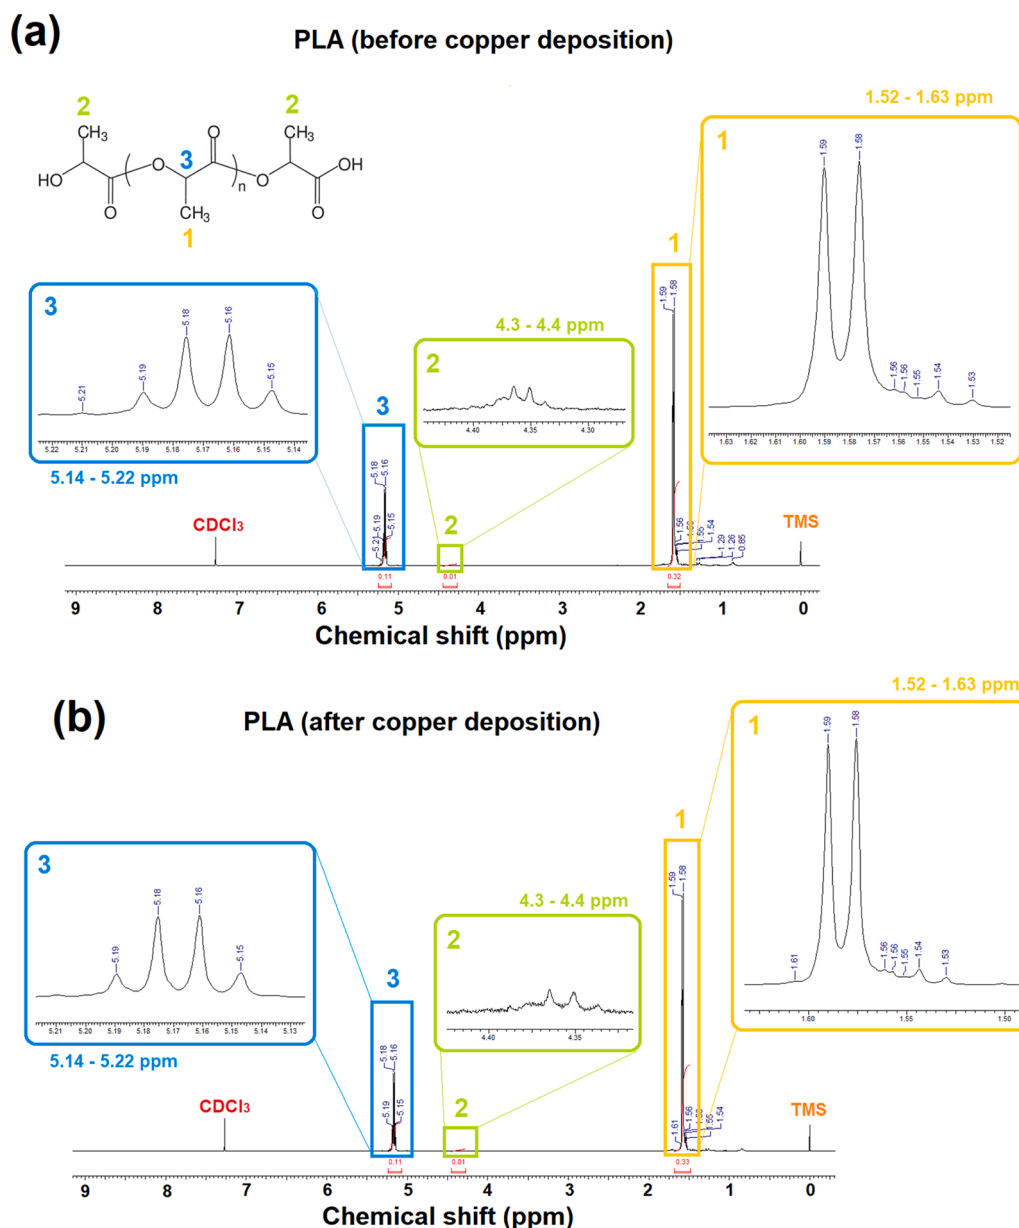 (a)
PLA (before copper deposition)
1.52 - 1.63 ppm
2
2
CH3
CH3
O
O
3
OH
HO
O
O
n
O
CH3
O
1
1
1.59
1.58
1.56
1.56
1.55
1.54
1.53
1.63 1.62 1.61 1.60 1.59 1.58 1.57 1.56 1.55 1.54 1.53 1.52
3
5.21
5.19
5.18
5.16
5.15
5.22 5.21 5.20 5.19 5.18 5.17 5.16 5.15 5.14
5.14 - 5.22 ppm
4.3 - 4.4 ppm
2
4.40 4.35 4.30
1
1.59
1.58
3
5.18
5.16
5.21
5.19
5.15
2
1.56
1.55
1.54
1.29
1.26
0.85
CDCl3
TMS
0.11
0.01
0.32
9 8 7 6 5 4 3 2 1 0
Chemical shift (ppm)
(b)
PLA (after copper deposition)
1.52 - 1.63 ppm
1
1.61
1.59
1.58
1.56
1.56
1.55
1.54
1.53
1.60 1.55 1.50
3
5.19
5.18
5.16
5.15
5.21 5.20 5.19 5.18 5.17 5.16 5.15 5.14 5.13
5.14 - 5.22 ppm
4.3 - 4.4 ppm
2
4.40 4.35
1
1.59
1.58
3
5.18
5.16
5.19
5.15
2
1.61
1.56
1.55
1.54
CDCl3
TMS
0.11
0.01
0.33
9 8 7 6 5 4 3 2 1 0
Chemical shift (ppm)